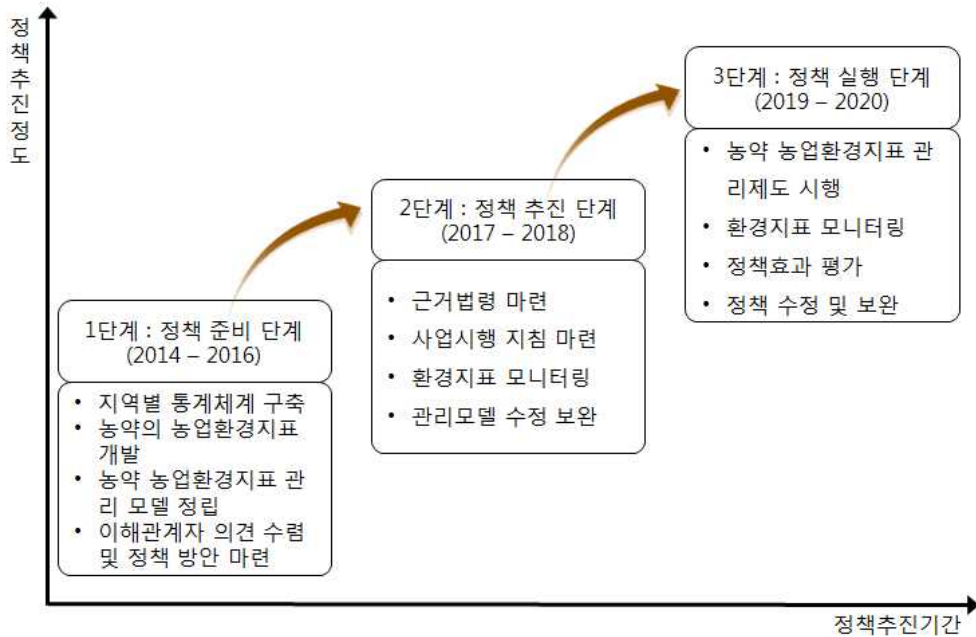 정
책
추
진
정
도
3단계 : 정책 실행 단계
(2019 – 2020)
• 농약 농업환경지표 관
리제도 시행
• 환경지표 모니터링
• 정책효과 평가
• 정책 수정 및 보완
2단계 : 정책 추진 단계
(2017 – 2018)
• 근거법령 마련
• 사업시행 지침 마련
• 환경지표 모니터링
• 관리모델 수정 보완
1단계 : 정책 준비 단계
(2014 – 2016)
• 지역별 통계체계 구축
• 농약의 농업환경지표
개발
• 농약 농업환경지표 관
리 모델 정립
• 이해관계자 의견 수렴
및 정책 방안 마련
정책추진기간